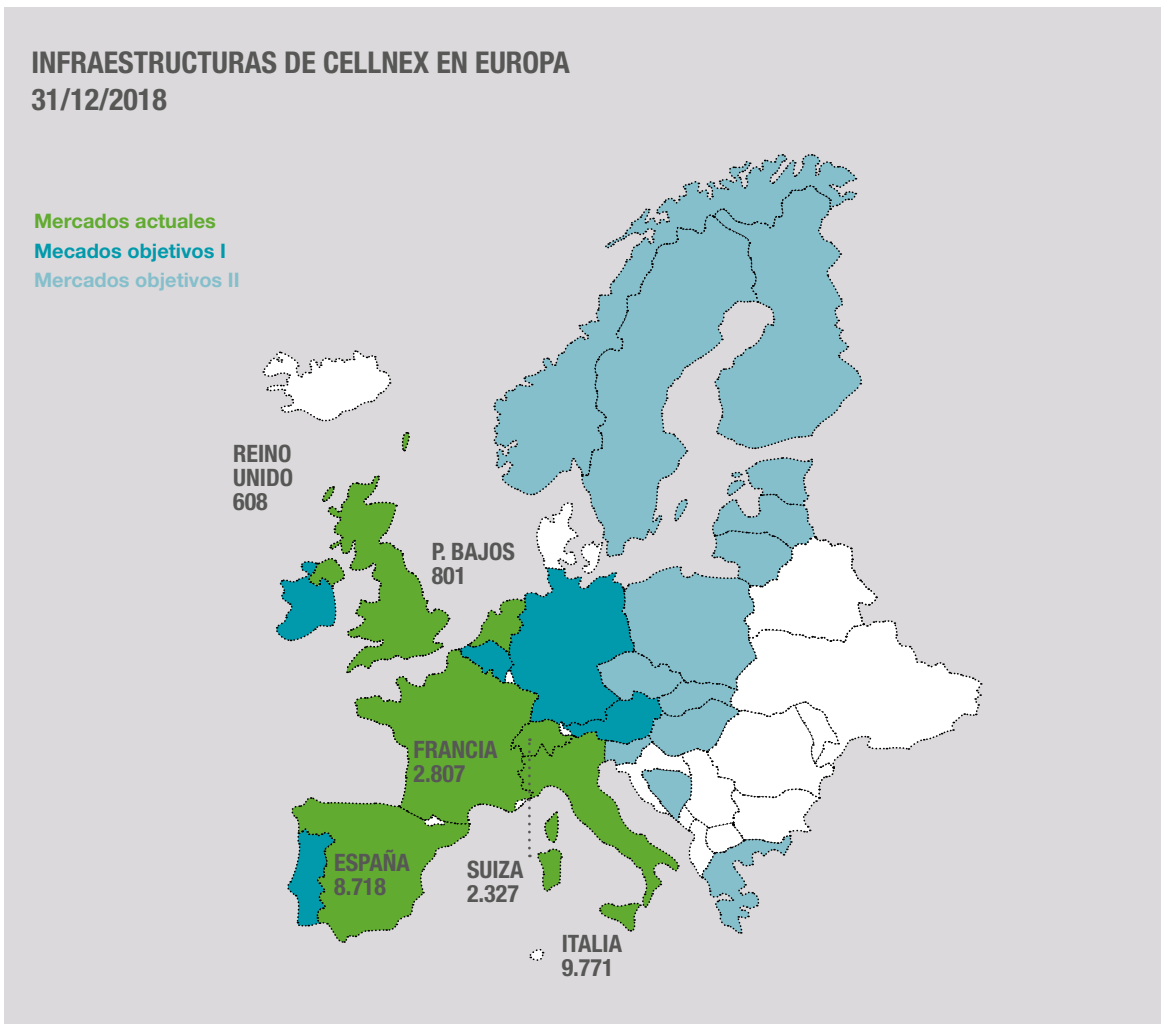 INFRAESTRUCTURAS DE CELLNEX EN EUROPA
31/12/2018
Mercados actuales
Mecados objetivos I
Mercados objetivos II
REINO
UNIDO
608
P. BAJOS
801
FRANCIA
2.807
ESPAÑA
8.718
SUIZA
2.327
ITALIA
9.771